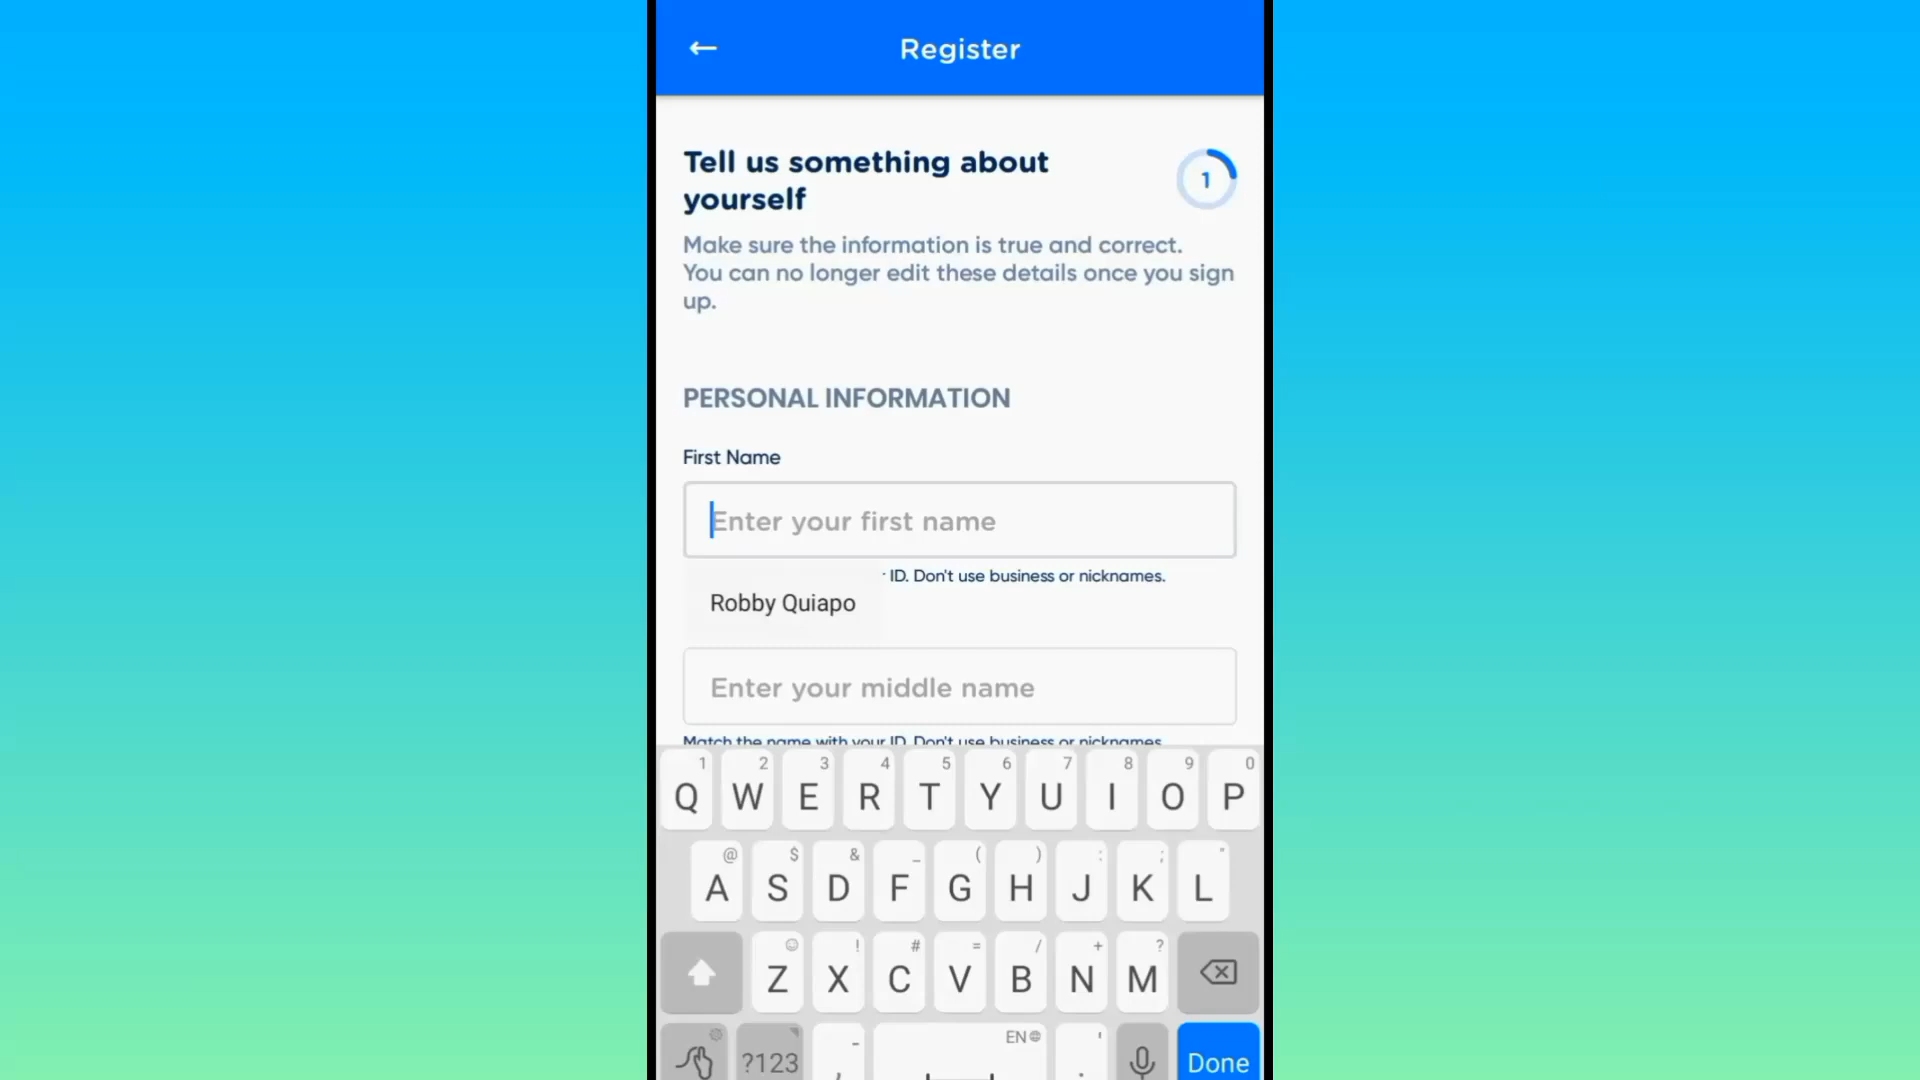 Register
Tell us something about
yourself
1
Make sure the information is true and correct.
You can no longer edit these details once you sign
up.
PERSONAL INFORMATION
First Name
Enter your first name
ID. Don't use business or nicknames.
Robby Quiapo
Enter your middle name
Match the name with your ID. Don't use business or nicknames.
1 2 3 4 5 6 7 8 9 0
Q W E R T Y U I O P
@ $ & _ ( ) : ; "
A S D F G H J K L
! # = / + ?
Z X C V B N M
EN
?123 , . Done